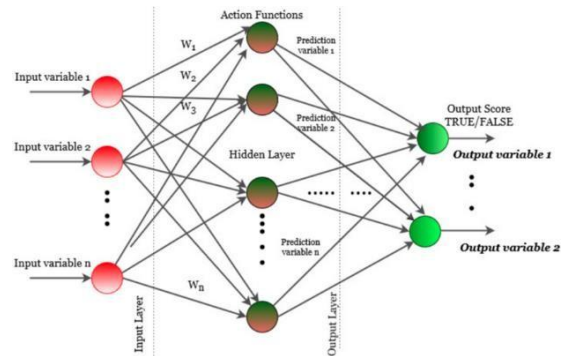 Action Functions
W1
Prediction
variable 1
Input variable 1
W2
W3
Output Score
TRUE/FALSE
Prediction
variable 2
Input variable 2
Hidden Layer
Output variable 1
Prediction
variable n
Output variable 2
Input variable n
Wn
Input Layer
Output Layer